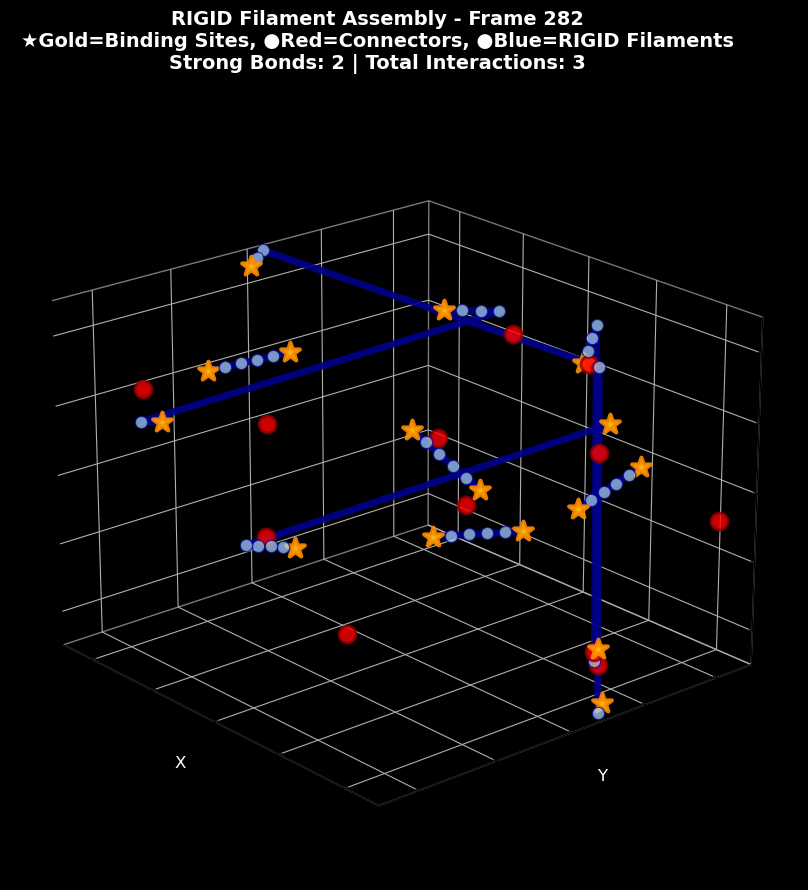 RIGID Filament Assembly - Frame 282
★Gold=Binding Sites, ●Red=Connectors, ●Blue=RIGID Filaments
Strong Bonds: 2 | Total Interactions: 3
X
Y